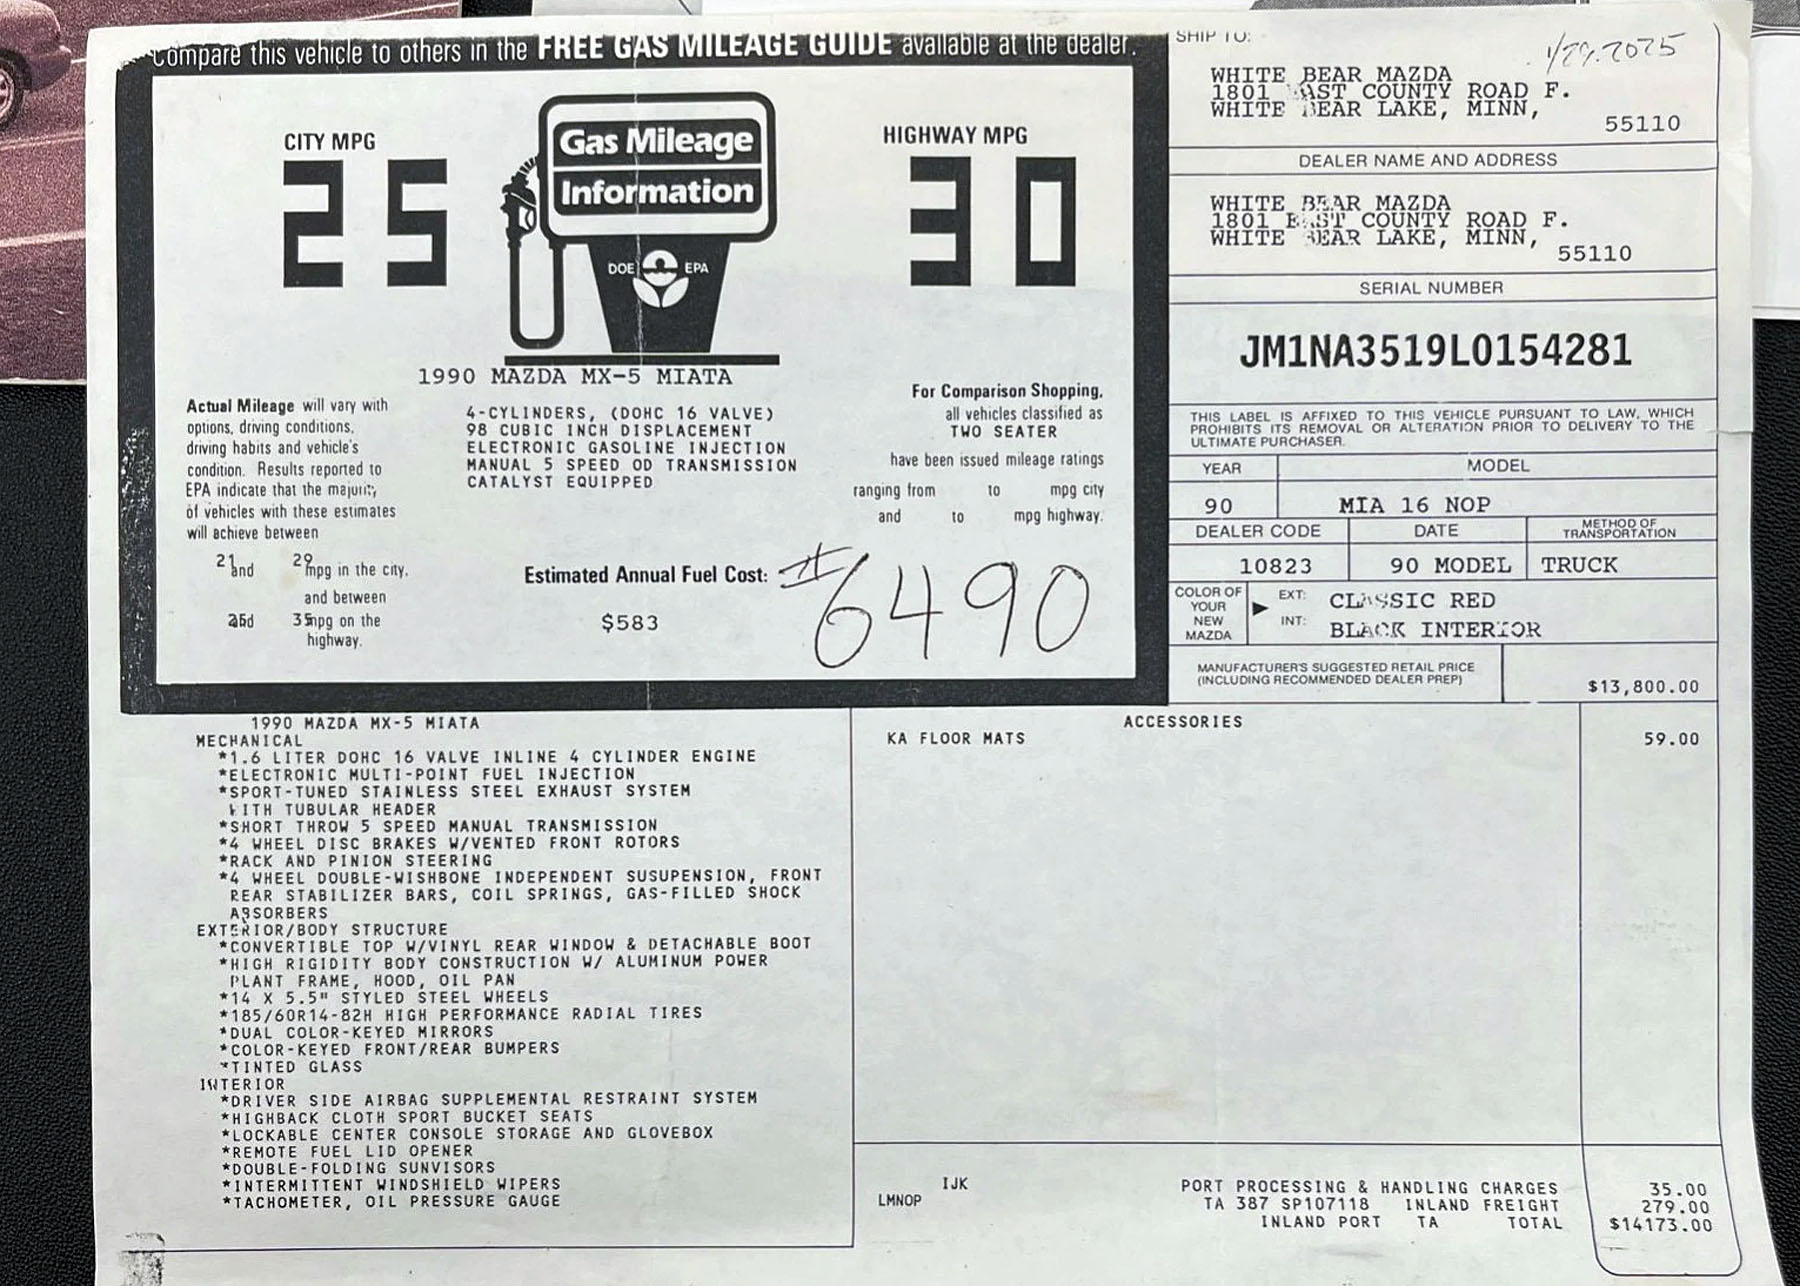 Compare this vehicle to others in the FREE GAS MILEAGE GUIDE available at the dealer.
CITY MPG
25
Gas Mileage
Information
DOE EPA
HIGHWAY MPG
30
1990 MAZDA MX-5 MIATA
Actual Mileage will vary with
options, driving conditions,
driving habits and vehicle's
condition. Results reported to
EPA indicate that the majority
of vehicles with these estimates
will achieve between
21 and 29 mpg in the city,
and between
mpg on the
highway.
4-CYLINDERS, (DOHC 16 VALVE)
98 CUBIC INCH DISPLACEMENT
ELECTRONIC GASOLINE INJECTION
MANUAL 5 SPEED OD TRANSMISSION
CATALYST EQUIPPED
Estimated Annual Fuel Cost:
$583
#6490
For Comparison Shopping,
all vehicles classified as
TWO SEATER
have been issued mileage ratings
ranging from to mpg city
and to mpg highway.
SHIP TO:
WHITE BEAR MAZDA
1801 EAST COUNTY ROAD F.
WHITE BEAR LAKE, MINN,
55110
DEALER NAME AND ADDRESS
WHITE BEAR MAZDA
1801 EAST COUNTY ROAD F.
WHITE BEAR LAKE, MINN,
55110
SERIAL NUMBER
JM1NA3519L0154281
THIS LABEL IS AFFIXED TO THIS VEHICLE PURSUANT TO LAW, WHICH
PROHIBITS ITS REMOVAL OR ALTERATION PRIOR TO DELIVERY TO THE
ULTIMATE PURCHASER.
YEAR MODEL
90 MIA 16 NOP
DEALER CODE DATE METHOD OF TRANSPORTATION
10823 90 MODEL TRUCK
COLOR OF YOUR NEW MAZDA
EXT: CLASSIC RED
INT: BLACK INTERIOR
MANUFACTURER'S SUGGESTED RETAIL PRICE
(INCLUDING RECOMMENDED DEALER PREP)
$13,800.00
1990 MAZDA MX-5 MIATA
MECHANICAL
*1.6 LITER DOHC 16 VALVE INLINE 4 CYLINDER ENGINE
*ELECTRONIC MULTI-POINT FUEL INJECTION
*SPORT-TUNED STAINLESS STEEL EXHAUST SYSTEM
WITH TUBULAR HEADER
*SHORT THROW 5 SPEED MANUAL TRANSMISSION
*4 WHEEL DISC BRAKES W/VENTED FRONT ROTORS
*RACK AND PINION STEERING
*4 WHEEL DOUBLE-WISHBONE INDEPENDENT SUSUPENSION, FRONT
REAR STABILIZER BARS, COIL SPRINGS, GAS-FILLED SHOCK
ABSORBERS
EXTERIOR/BODY STRUCTURE
*CONVERTIBLE TOP W/VINYL REAR WINDOW & DETACHABLE BOOT
*HIGH RIGIDITY BODY CONSTRUCTION W/ ALUMINUM POWER
PLANT FRAME, HOOD, OIL PAN
*14 X 5.5" STYLED STEEL WHEELS
*185/60R14-82H HIGH PERFORMANCE RADIAL TIRES
*DUAL COLOR-KEYED MIRRORS
*COLOR-KEYED FRONT/REAR BUMPERS
*TINTED GLASS
INTERIOR
*DRIVER SIDE AIRBAG SUPPLEMENTAL RESTRAINT SYSTEM
*HIGHBACK CLOTH SPORT BUCKET SEATS
*LOCKABLE CENTER CONSOLE STORAGE AND GLOVEBOX
*REMOTE FUEL LID OPENER
*DOUBLE-FOLDING SUNVISORS
*INTERMITTENT WINDSHIELD WIPERS
*TACHOMETER, OIL PRESSURE GAUGE
ACCESSORIES
KA FLOOR MATS 59.00
IJK
LMNOP
PORT PROCESSING & HANDLING CHARGES 35.00
TA 387 SP107118 INLAND FREIGHT 279.00
INLAND PORT TA TOTAL $14173.00